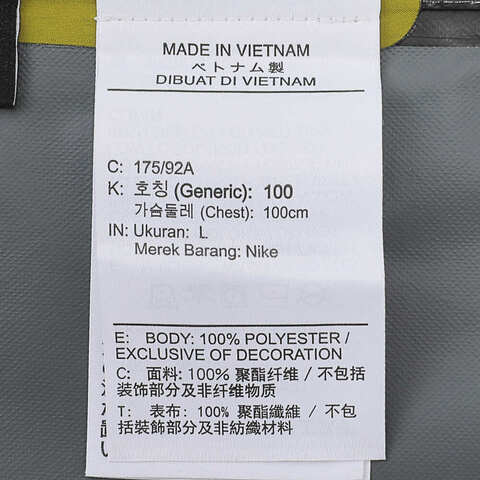 MADE IN VIETNAM
ベトナム製
DIBUAT DI VIETNAM
C: 175/92A
K: 호칭 (Generic): 100
가슴둘레 (Chest): 100cm
IN: Ukuran: L
Merek Barang: Nike
E: BODY: 100% POLYESTER /
EXCLUSIVE OF DECORATION
C: 面料: 100% 聚酯纤维 / 不包括
装饰部分及非纤维物质
T: 表布: 100% 聚酯纖維 / 不包
括裝飾部分及非紡織材料